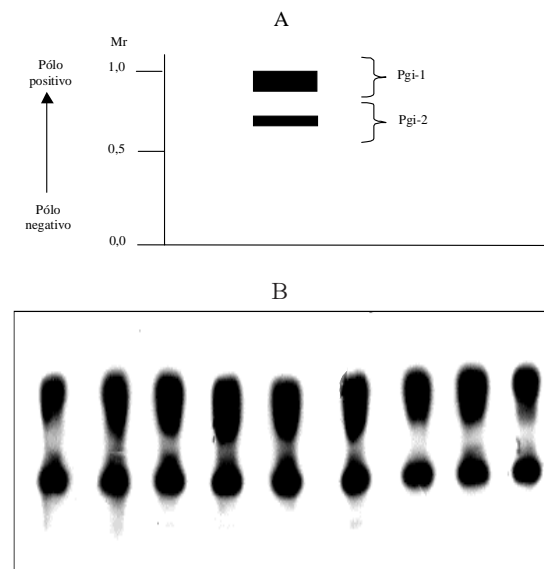 A
Mr
Pólo
positivo
1,0
Pgi-1
Pgi-2
0,5
Pólo
negativo
0,0
B